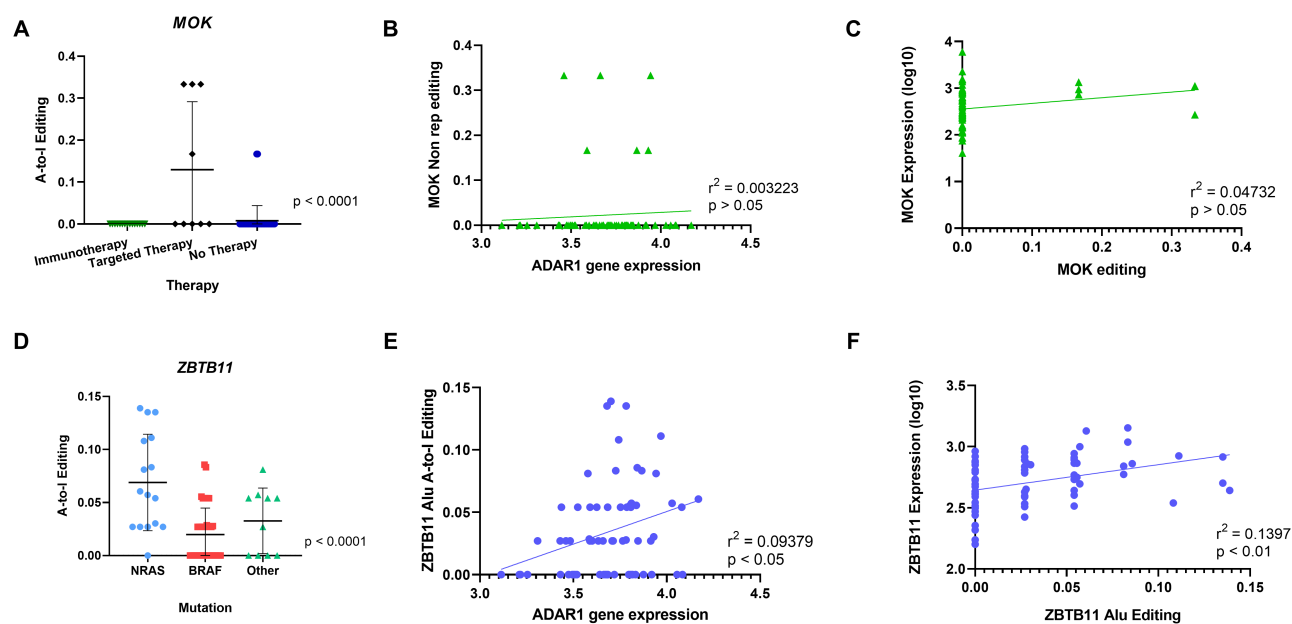 A
MOK
A-to-I Editing
0.4
0.3
0.2
0.1
0.0
p < 0.0001
Immunotherapy
Targeted Therapy
No Therapy
Therapy
B
MOK Non rep editing
0.4
0.3
0.2
0.1
0.0
r² = 0.003223
p > 0.05
3.0 3.5 4.0 4.5
ADAR1 gene expression
C
MOK Expression (log10)
4
3
2
1
0
r² = 0.04732
p > 0.05
0.0 0.1 0.2 0.3 0.4
MOK editing
D
ZBTB11
A-to-I Editing
0.15
0.10
0.05
0.00
p < 0.0001
NRAS BRAF Other
Mutation
E
ZBTB11 Alu A-to-I Editing
0.15
0.10
0.05
0.00
r² = 0.09379
p < 0.05
3.0 3.5 4.0 4.5
ADAR1 gene expression
F
ZBTB11 Expression (log10)
3.5
3.0
2.5
2.0
r² = 0.1397
p < 0.01
0.00 0.05 0.10 0.15
ZBTB11 Alu Editing